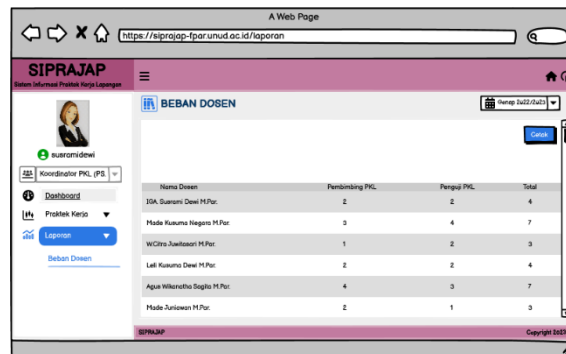 A Web Page
https://siprajap-fpar.unud.ac.id/laporan
SIPRAJAP
Sistem Informasi Praktek Kerja Lapangan
BEBAN DOSEN
Genap 2022/2023
susramidewi
Cetak
Koordinator PKL (PS.
Dashboard
Praktek Kerja
Laporan
Beban Dosen
Nama Dosen Pembimbing PKL Penguji PKL Total
IGA. Susrami Dewi M.Par. 2 2 4
Made Kusuma Negara M.Par. 3 4 7
W.Citra Juwitasari M.Par. 1 2 3
Leli Kusuma Dewi M.Par. 2 2 4
Agus Wikanatha Sagita M.Par. 4 3 7
Made Juniawan M.Par. 2 1 3
SIPRAJAP Copyright 2023